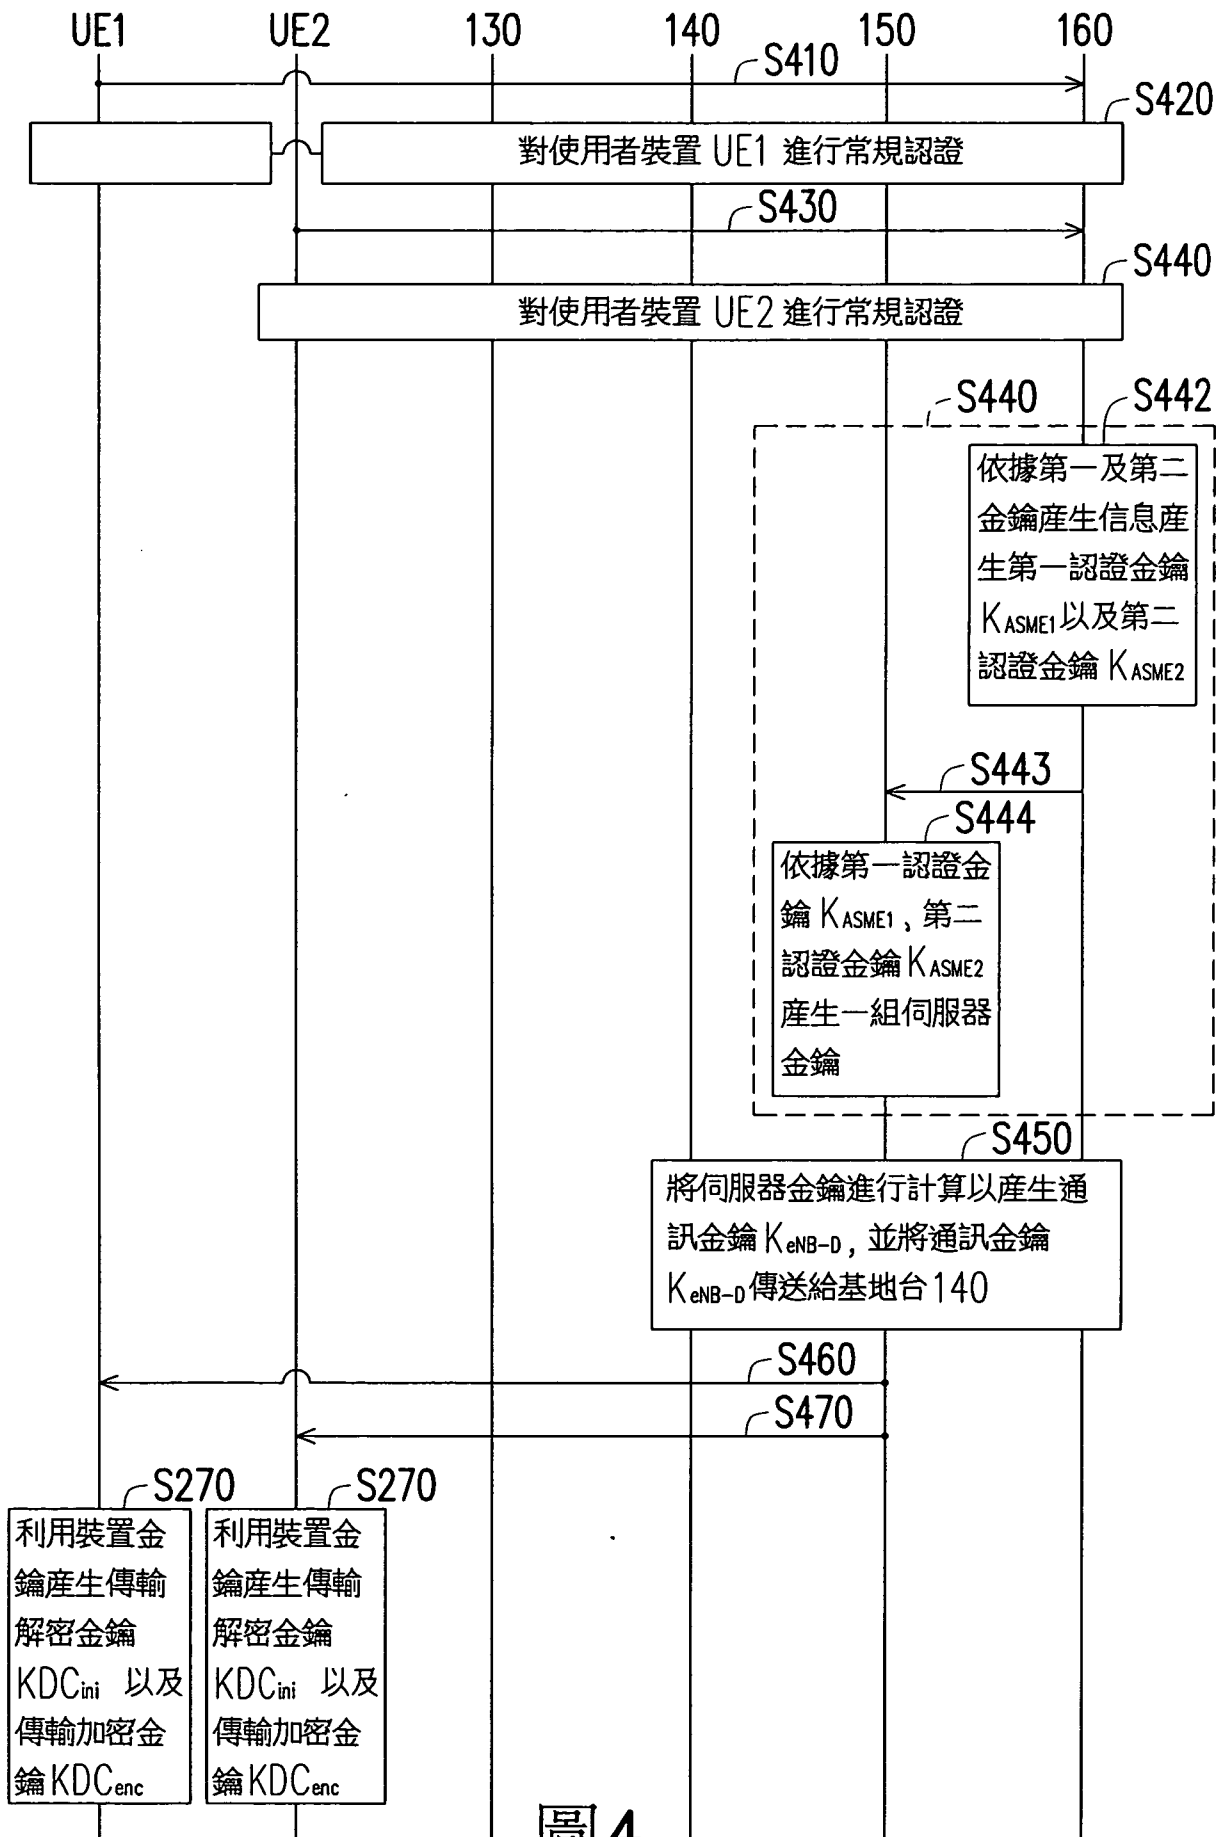 UE1 UE2 130 140 150 160
S410
S420
對使用者裝置 UE1 進行常規認證
S430
S440
對使用者裝置 UE2 進行常規認證
S440
S442
依據第一及第二
金鑰產生信息產
生第一認證金鑰
KASME1以及第二
認證金鑰 KASME2
S443
S444
依據第一認證金
鑰 KASME1、第二
認證金鑰 KASME2
產生一組伺服器
金鑰
S450
將伺服器金鑰進行計算以產生通
訊金鑰 KeNB-D, 並將通訊金鑰
KeNB-D 傳送給基地台140
S460
S470
S270
利用裝置金
鑰產生傳輸
解密金鑰
KDCini 以及
傳輸加密金
鑰 KDCenc
S270
利用裝置金
鑰產生傳輸
解密金鑰
KDCini 以及
傳輸加密金
鑰 KDCenc
圖 4